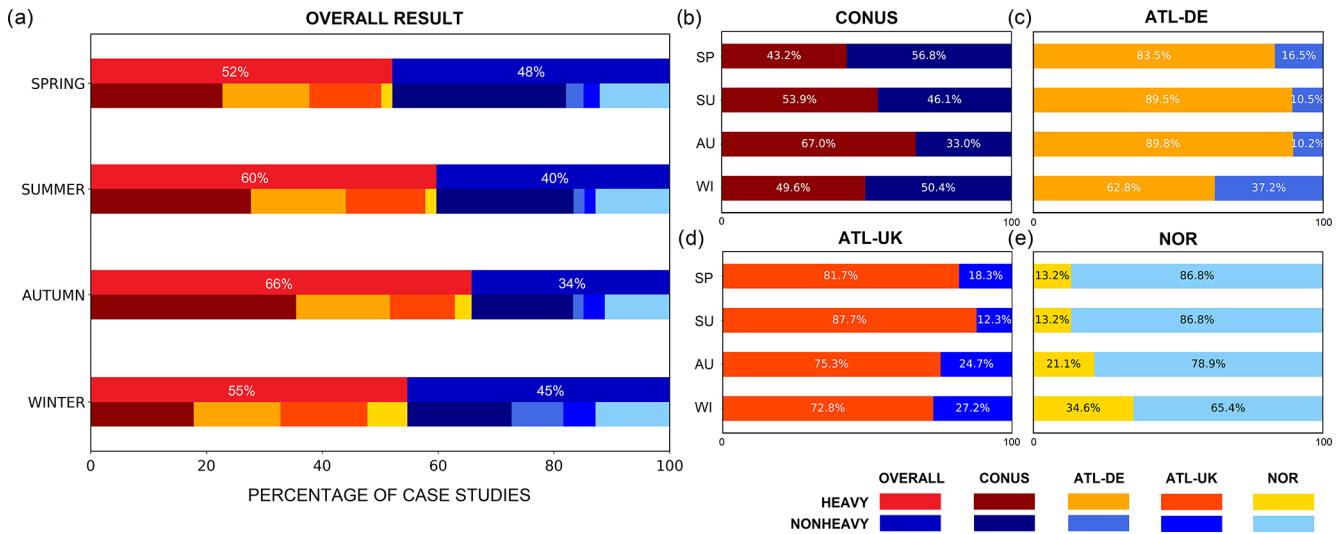 (a)
OVERALL RESULT
SPRING
52%
48%
SUMMER
60%
40%
AUTUMN
66%
34%
WINTER
55%
45%
0 20 40 60 80 100
PERCENTAGE OF CASE STUDIES
(b)
CONUS
SP
43.2%
56.8%
SU
53.9%
46.1%
AU
67.0%
33.0%
WI
49.6%
50.4%
0 100
(c)
ATL-DE
83.5%
16.5%
89.5%
10.5%
89.8%
10.2%
62.8%
37.2%
0 100
(d)
ATL-UK
SP
81.7%
18.3%
SU
87.7%
12.3%
AU
75.3%
24.7%
WI
72.8%
27.2%
0 100
(e)
NOR
13.2%
86.8%
13.2%
86.8%
21.1%
78.9%
34.6%
65.4%
0 100
OVERALL CONUS ATL-DE ATL-UK NOR
HEAVY
NONHEAVY